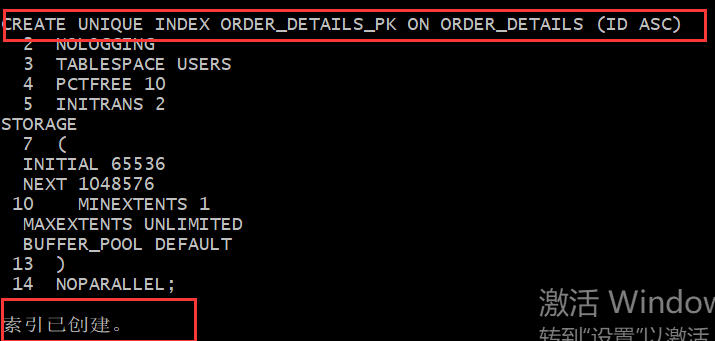 CREATE UNIQUE INDEX ORDER_DETAILS_PK ON ORDER_DETAILS (ID ASC)
2 NOLOGGING
3 TABLESPACE USERS
4 PCTFREE 10
5 INITRANS 2
STORAGE
7 (
INITIAL 65536
NEXT 1048576
10 MINEXTENTS 1
MAXEXTENTS UNLIMITED
BUFFER_POOL DEFAULT
13 )
14 NOPARALLEL;
激活 Window
索引已创建。
转到“设置”以激活